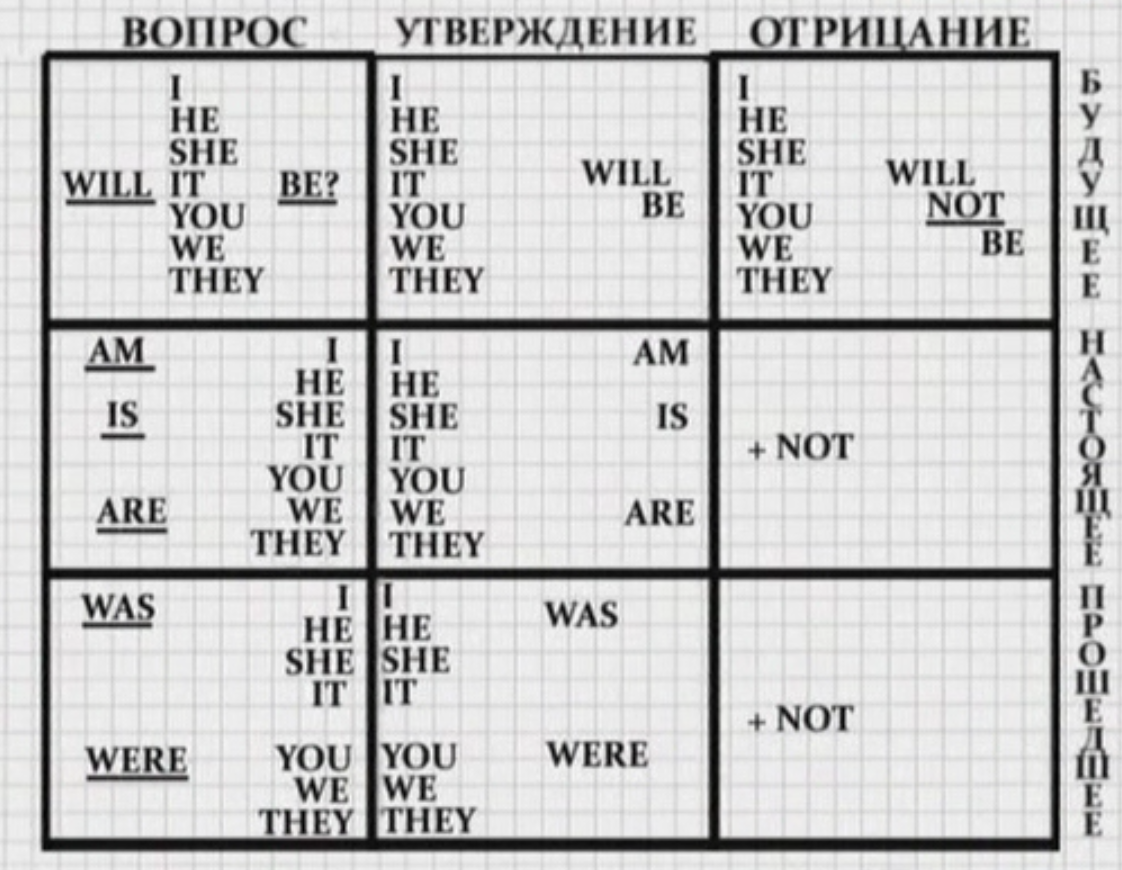 ВОПРОС УТВЕРЖДЕНИЕ ОТРИЦАНИЕ
I
HE
SHE
WILL IT BE?
YOU
WE
THEY
I
HE
SHE
IT
YOU
WE
THEY
WILL
BE
I
HE
SHE
IT
YOU
WE
THEY
WILL
NOT
BE
БУДУЩЕЕ
AM I
HE
IS SHE
IT
YOU
ARE WE
THEY
I AM
HE
SHE IS
IT
YOU
WE ARE
THEY
+ NOT
НАСТОЯЩЕЕ
WAS I
HE
SHE
IT
WERE YOU
WE
THEY
I WAS
HE
SHE
IT
YOU WERE
WE
THEY
+ NOT
ПРОШЕДШЕЕ